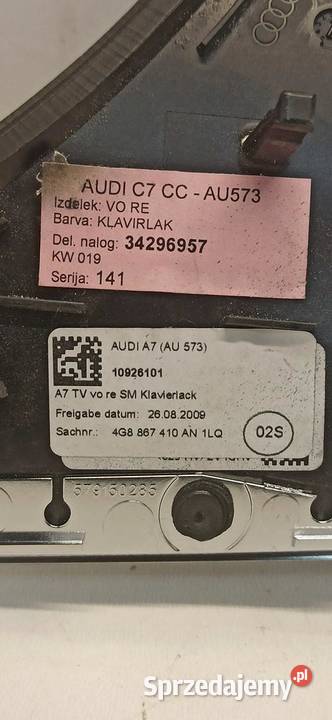 AUDI C7 CC - AU573
Izdelek: VO RE
Barva: KLAVIRLAK
Del. nalog: 34296957
KW 019
Serija: 141
AUDI A7 (AU 573)
10926101
A7 TV vo re SM Klavierlack
Freigabe datum: 26.08.2009
Sachnr.: 4G8 867 410 AN 1LQ
02S
579150285
Sprzedajemy.pl